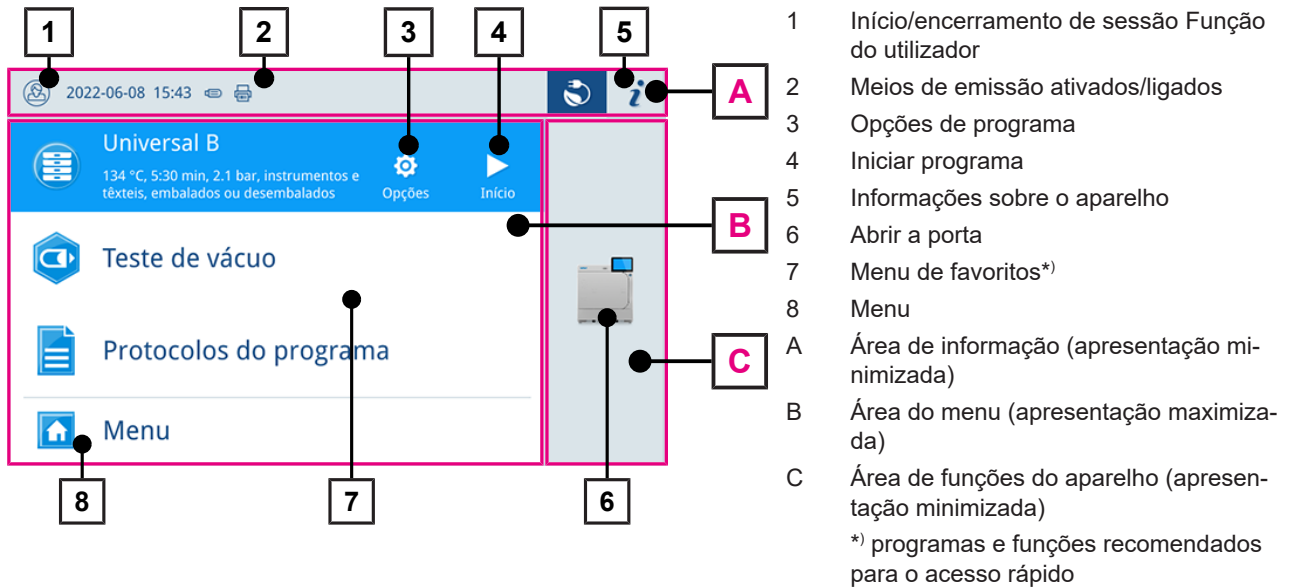 1 2 3 4 5
2022-06-08 15:43
i
A
Universal B
134 °C, 5:30 min, 2.1 bar, instrumentos e
têxteis, embalados ou desembalados
Opções
Início
B
Teste de vácuo
Protocolos do programa
C
Menu
8 7 6
1 Início/encerramento de sessão Função
do utilizador
2 Meios de emissão ativados/ligados
3 Opções de programa
4 Iniciar programa
5 Informações sobre o aparelho
6 Abrir a porta
7 Menu de favoritos*)
8 Menu
A Área de informação (apresentação mi-
nimizada)
B Área do menu (apresentação maximiza-
da)
C Área de funções do aparelho (apresen-
tação minimizada)
*) programas e funções recomendados
para o acesso rápido